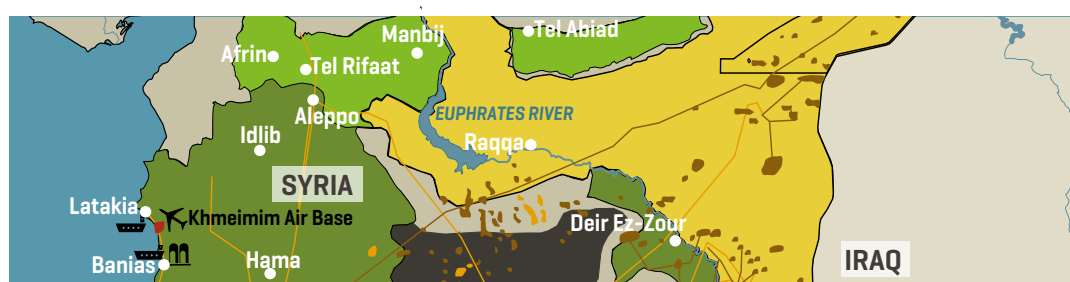 Tel Abiad
Manbij
Afrin
Tel Rifaat
EUPHRATES RIVER
Aleppo
Idlib
Raqqa
SYRIA
Latakia
Khmeimim Air Base
Deir Ez-Zour
Banias
Hama
IRAQ